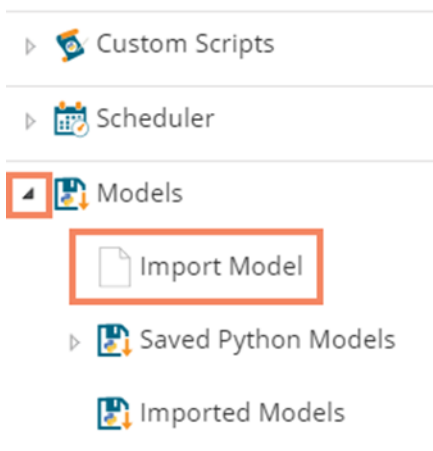 Custom Scripts
Scheduler
Models
Import Model
Saved Python Models
Imported Models